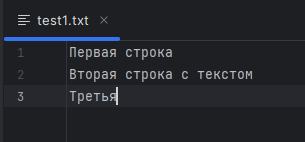 test1.txt
1 Первая строка
2 Вторая строка с текстом
3 Третья